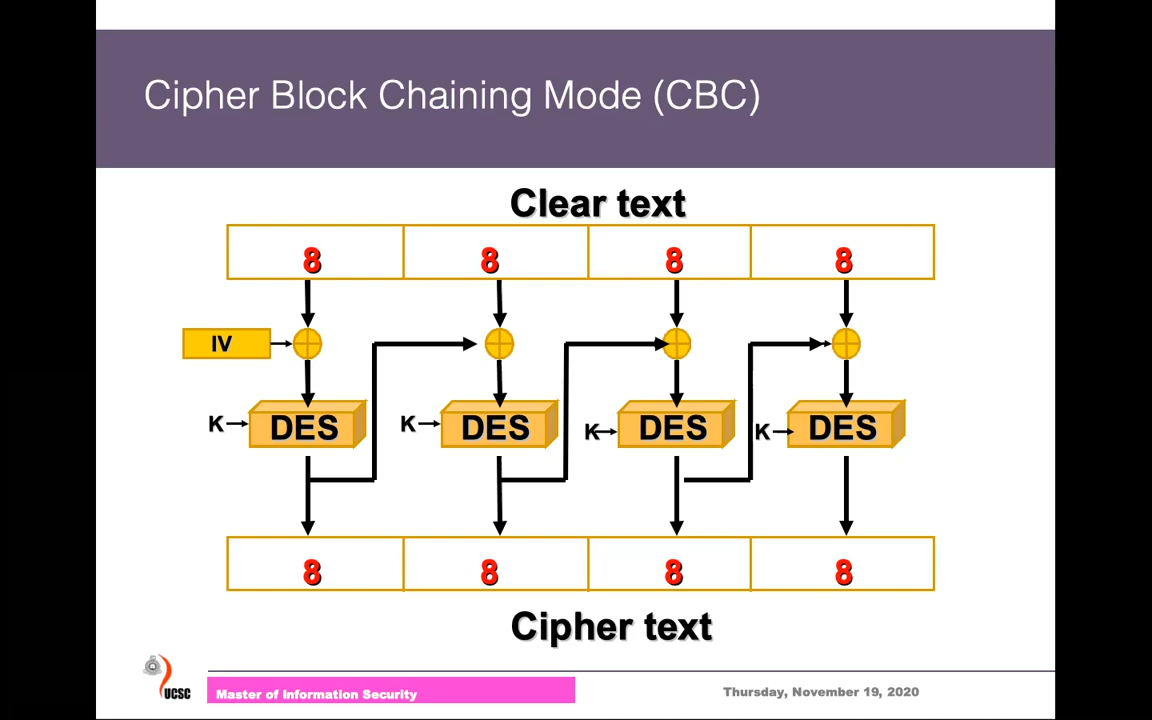 Cipher Block Chaining Mode (CBC)
Clear text
8 8 8 8
IV
K DES K DES K DES K DES
8 8 8 8
Cipher text
UCSC
Master of Information Security
Thursday, November 19, 2020